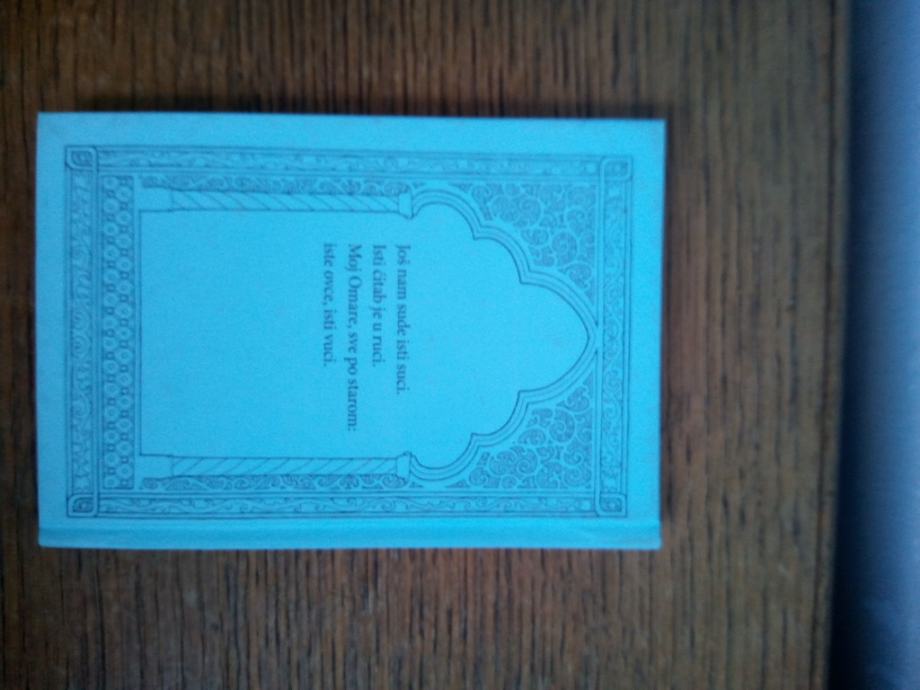 Još nam sude isti suci.
Isti ćitab je u ruci.
Moj Omare, sve po starom:
iste ovce, isti vuci.